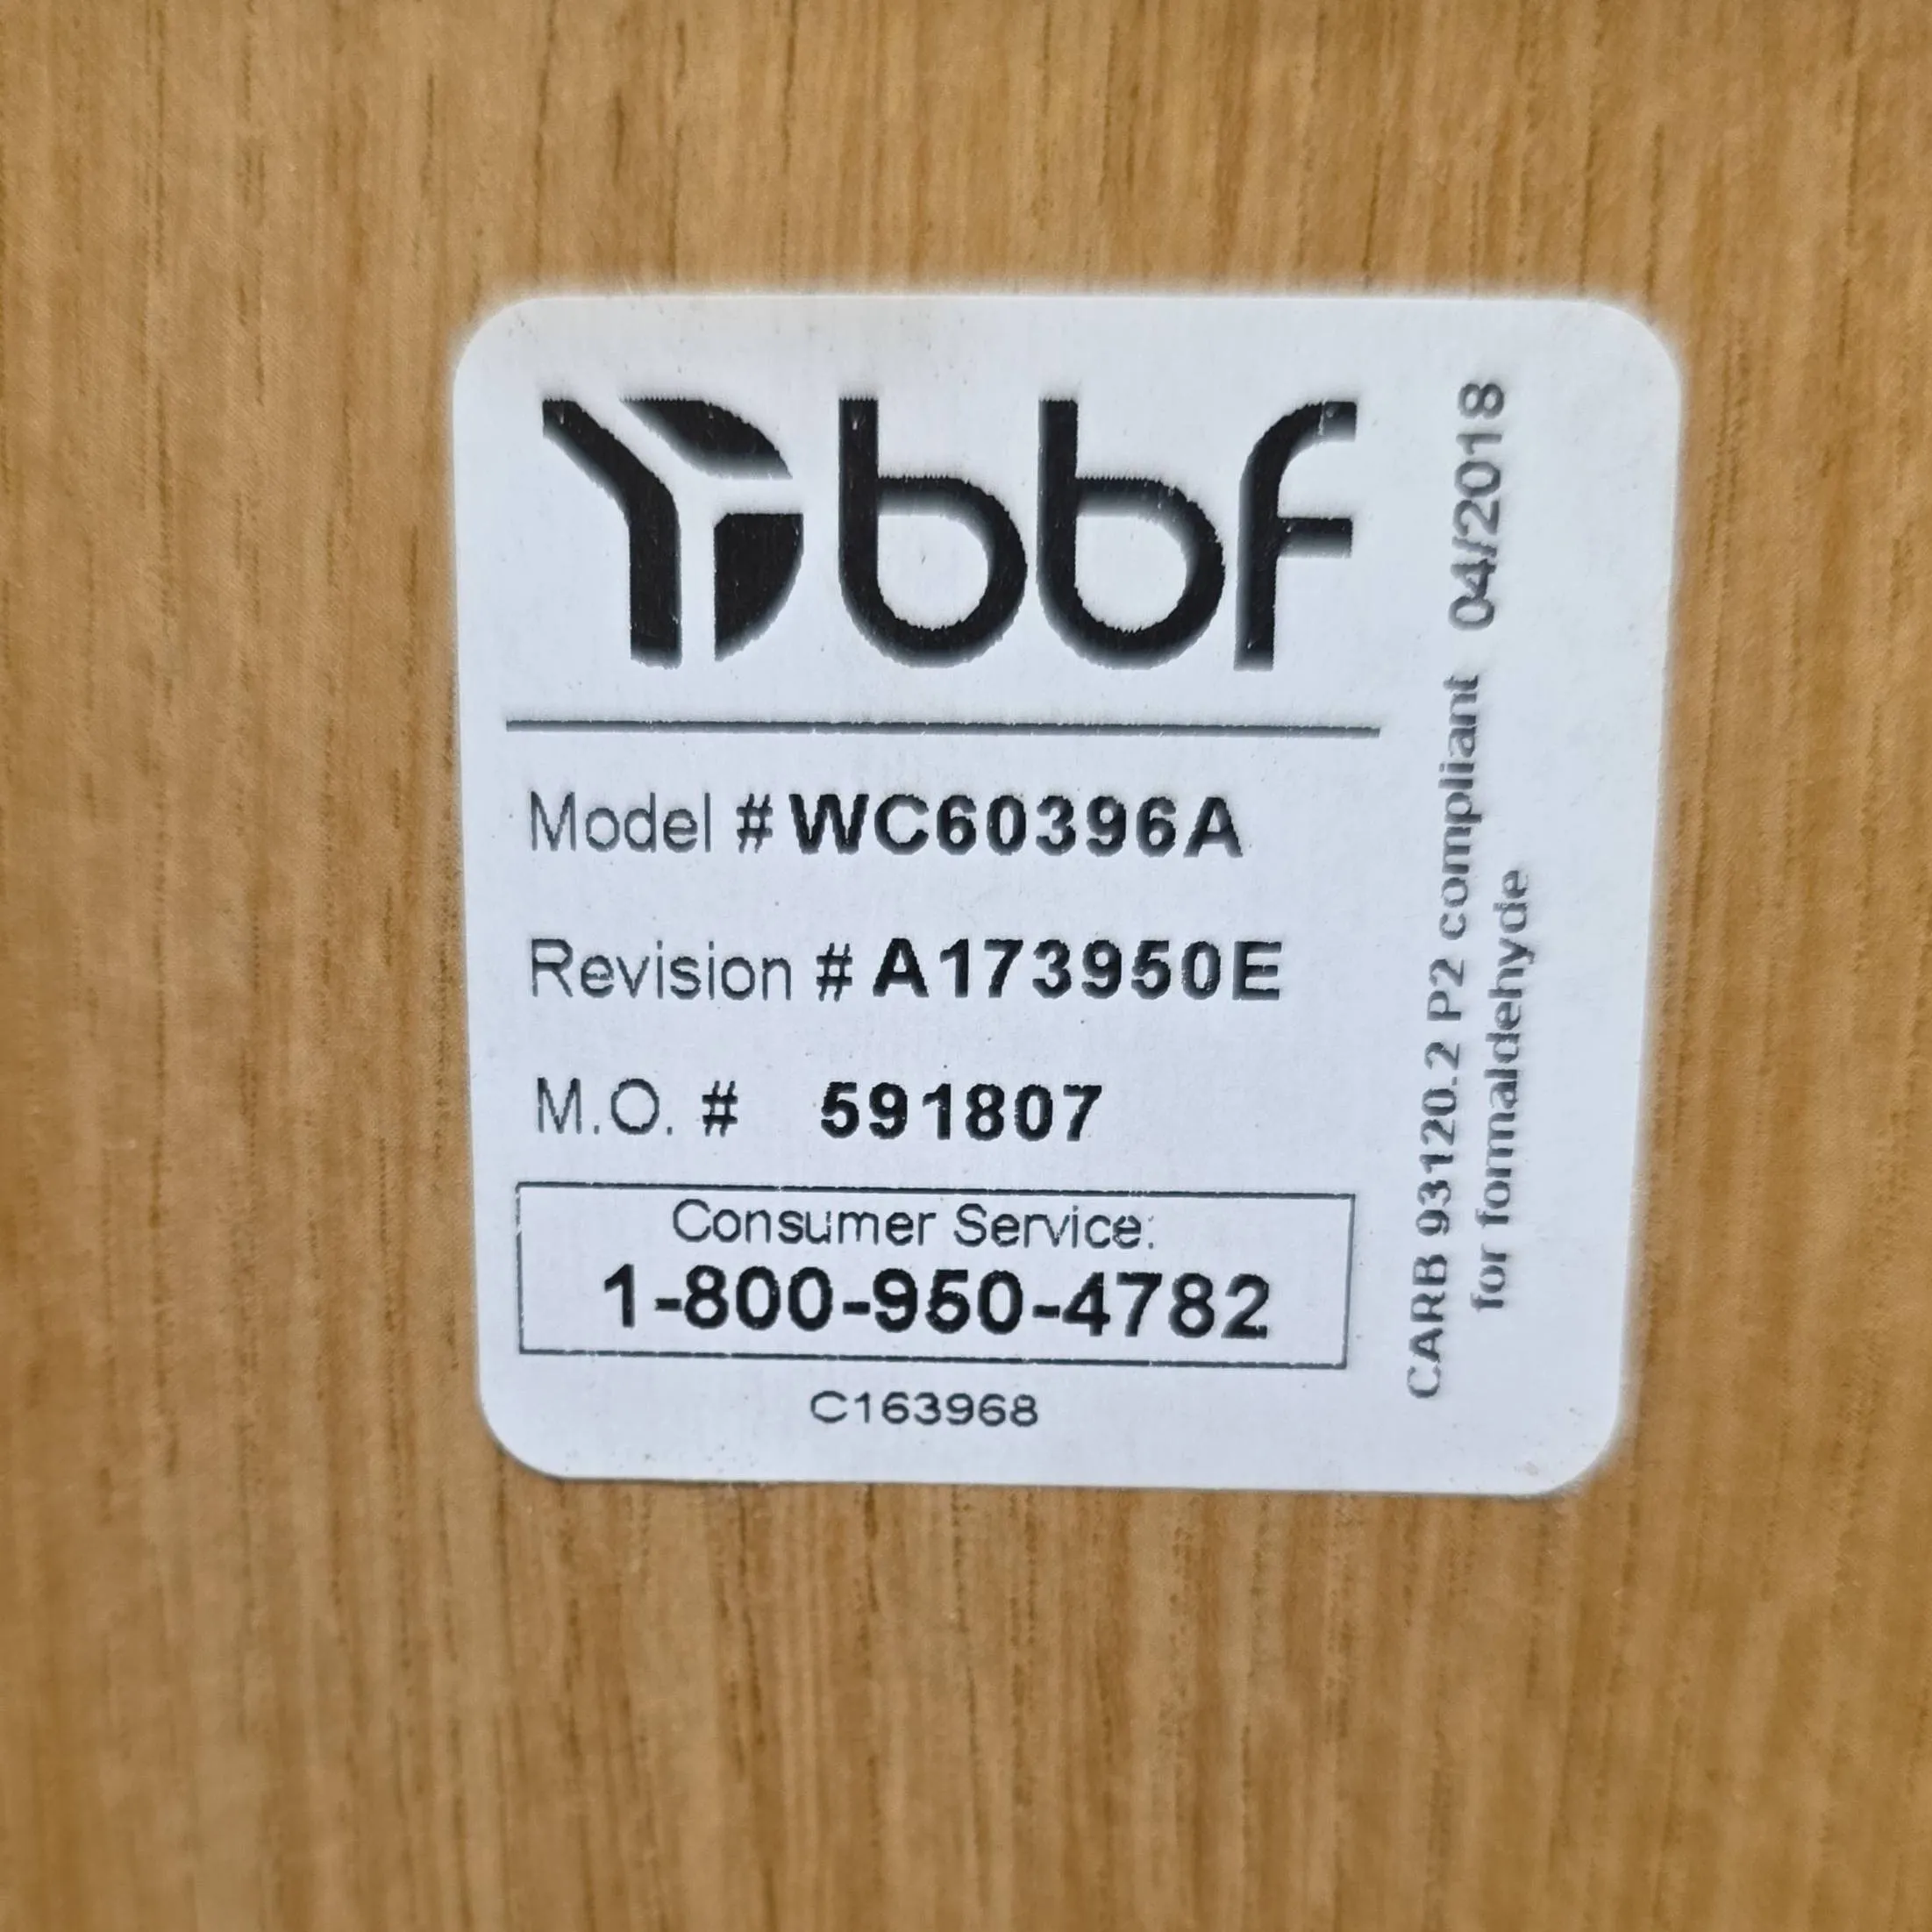 bbf
Model # WC60396A
Revision # A173950E
M.O. # 591807
Consumer Service:
1-800-950-4782
C163968
CARB 93120.2 P2 compliant 04/2018
for formaldehyde